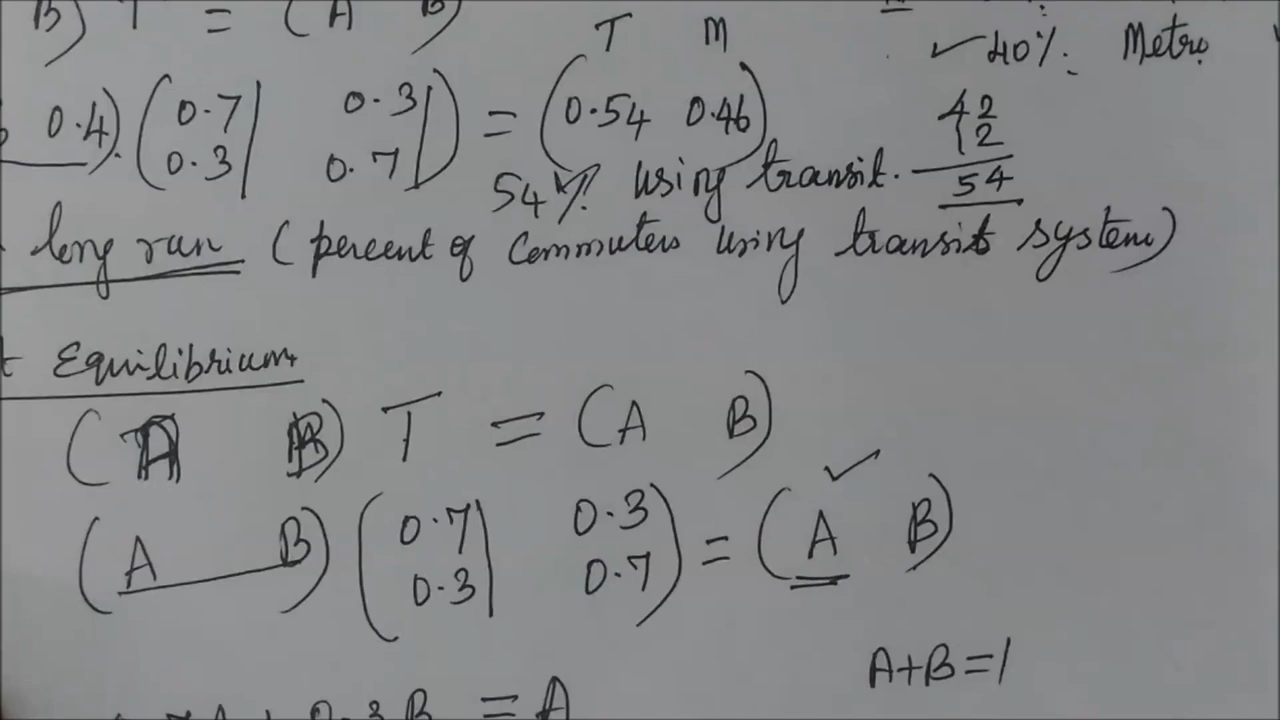 B) T = (A B)
T M
40% Metro
0.4). (0.7 0.3) = (0.54 0.46)
0.3 0.7
42
12
54
54% using transit.
long run (percent of commuters using transit system)
t Equilibrium
(A B) T = (A B)
(A B) (0.7 0.3) = (A B)
0.3 0.7
A+B=1
0.3B = A